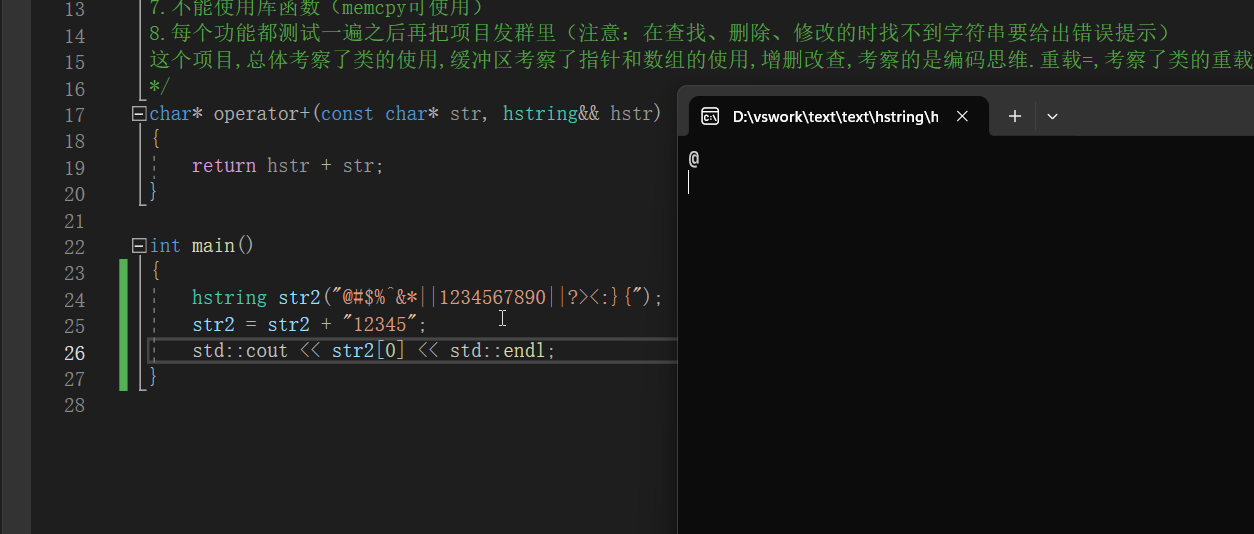 13 7.不能使用库函数（memcpy可使用）
14 8.每个功能都测试一遍之后再把项目发群里（注意：在查找、删除、修改的时找不到字符串要给出错误提示）
15 这个项目,总体考察了类的使用,缓冲区考察了指针和数组的使用,增删改查,考察的是编码思维.重载=,考察了类的重载
16 */
17 char* operator+(const char* str, hstring&& hstr)
18 {
19 return hstr + str;
20 }
21
22 int main()
23 {
24 hstring str2("@#$%^&*||1234567890||?><:}{");
25 str2 = str2 + "12345";
26 std::cout << str2[0] << std::endl;
27 }
28
D:\vswork\text\text\hstring\h
@